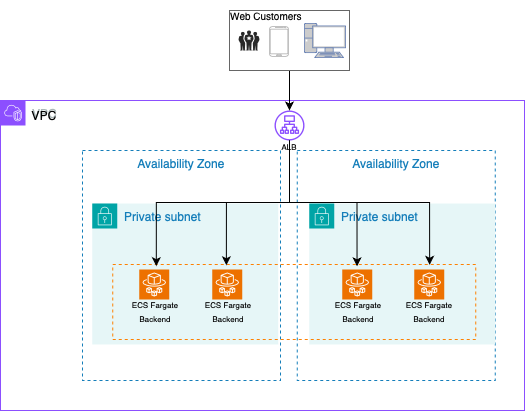 Web Customers
VPC
ALB
Availability Zone
Availability Zone
Private subnet
Private subnet
ECS Fargate
Backend
ECS Fargate
Backend
ECS Fargate
Backend
ECS Fargate
Backend